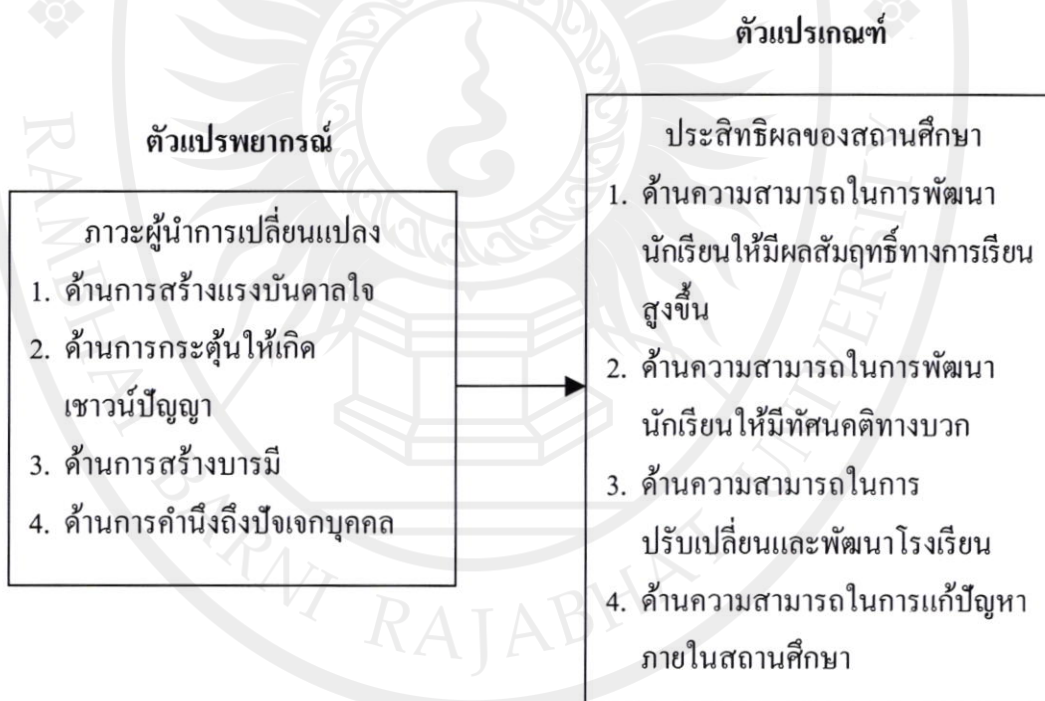 ตัวแปรเกณฑ์
ตัวแปรพยากรณ์
ภาวะผู้นำการเปลี่ยนแปลง
1. ด้านการสร้างแรงบันดาลใจ
2. ด้านการกระตุ้นให้เกิด
เชาวน์ปัญญา
3. ด้านการสร้างบารมี
4. ด้านการคำนึงถึงปัจเจกบุคคล
ประสิทธิผลของสถานศึกษา
1. ด้านความสามารถในการพัฒนา
นักเรียนให้มีผลสัมฤทธิ์ทางการเรียน
สูงขึ้น
2. ด้านความสามารถในการพัฒนา
นักเรียนให้มีทัศนคติทางบวก
3. ด้านความสามารถในการ
ปรับเปลี่ยนและพัฒนาโรงเรียน
4. ด้านความสามารถในการแก้ปัญหา
ภายในสถานศึกษา
RAMBHAI BARNI RAJABHAT UNIVERSITY